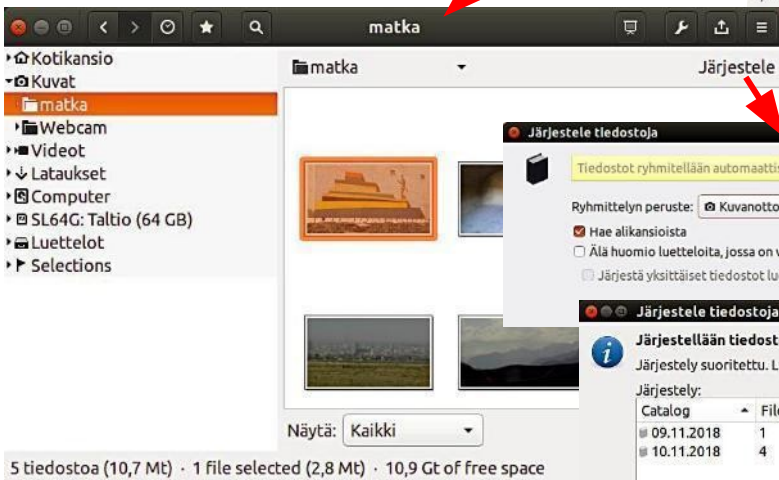 matka
Kotikansio
Kuvat
matka
Webcam
Videot
Lataukset
Computer
SL64G: Taltio (64 GB)
Luettelot
Selections
matka
Järjestele
Järjestele tiedostoja
Tiedostot ryhmitellään automaattis
Ryhmittelyn peruste: Kuvanotto
Hae alikansioista
Älä huomio luetteloita, jossa on v
Järjestä yksittäiset tiedostot lu
Järjestele tiedostoja
Järjestellään tiedost
Järjestely suoritettu. L
Järjestely:
Catalog File
09.11.2018 1
10.11.2018 4
Näytä: Kaikki
5 tiedostoa (10,7 Mt) · 1 file selected (2,8 Mt) · 10,9 Gt of free space